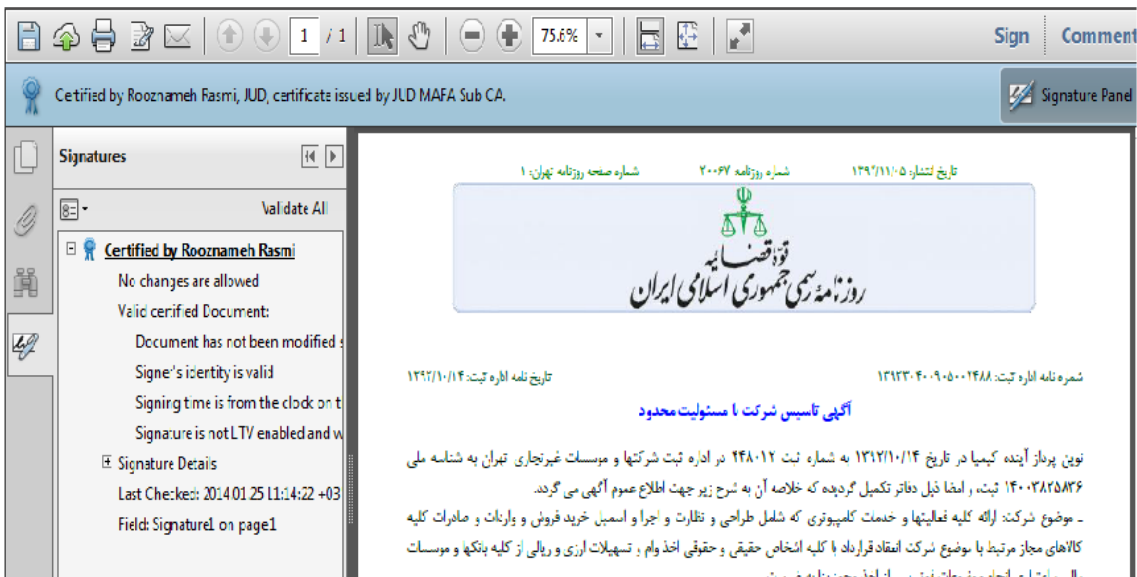 1 / 1
75.6%
Sign
Comment
Certified by Rooznameh Rasmi, JUD, certificate issued by JUD MAFA Sub CA.
Signature Panel
Signatures
Validate All
Certified by Rooznameh Rasmi
No changes are allowed
Valid certified Document:
Document has not been modified s
Signer's identity is valid
Signing time is from the clock on t
Signature is not LTV enabled and w
Signature Details
Last Checked: 2014.01.25 11:14:22 +03
Field: Signature1 on page1
تاریخ انتشار: ۱۳۹۲/۱۱/۰۵
شماره روزنامه: ۲۰۰۶۷
شماره صفحه روزنامه تهران: ۱
قوّه قضائیه
روزنامه رسمی جمهوری اسلامی ایران
شماره نامه اداره ثبت: ۱۳۹۲۳۰۴۰۰۹۰۵۰۰۲۴۸۸
تاریخ نامه اداره ثبت: ۱۳۹۲/۱۰/۱۴
آگهی تاسیس شرکت با مسئولیت محدود
نوین پرداز آینده کیمیا در تاریخ ۱۳۹۲/۱۰/۱۴ به شماره ثبت ۴۴۸۰۱۲ در اداره ثبت شرکتها و موسسات غیرتجاری تهران به شناسه ملی
۱۴۰۰۳۸۲۵۸۳۶ ثبت، و امضا ذیل دفاتر تکمیل گردیده که خلاصه آن به شرح زیر جهت اطلاع عموم آگهی می گردد.
ـ موضوع شرکت: ارائه کلیه فعالیتها و خدمات کامپیوتری که شامل طراحی و نظارت و اجرا و اسمبل خرید فروش و واردات و صادرات کلیه
کالاهای مجاز مرتبط با موضوع شرکت انعقاد قرارداد با کلیه اشخاص حقیقی و حقوقی اخذ وام و تسهیلات ارزی و ریالی از کلیه بانکها و موسسات